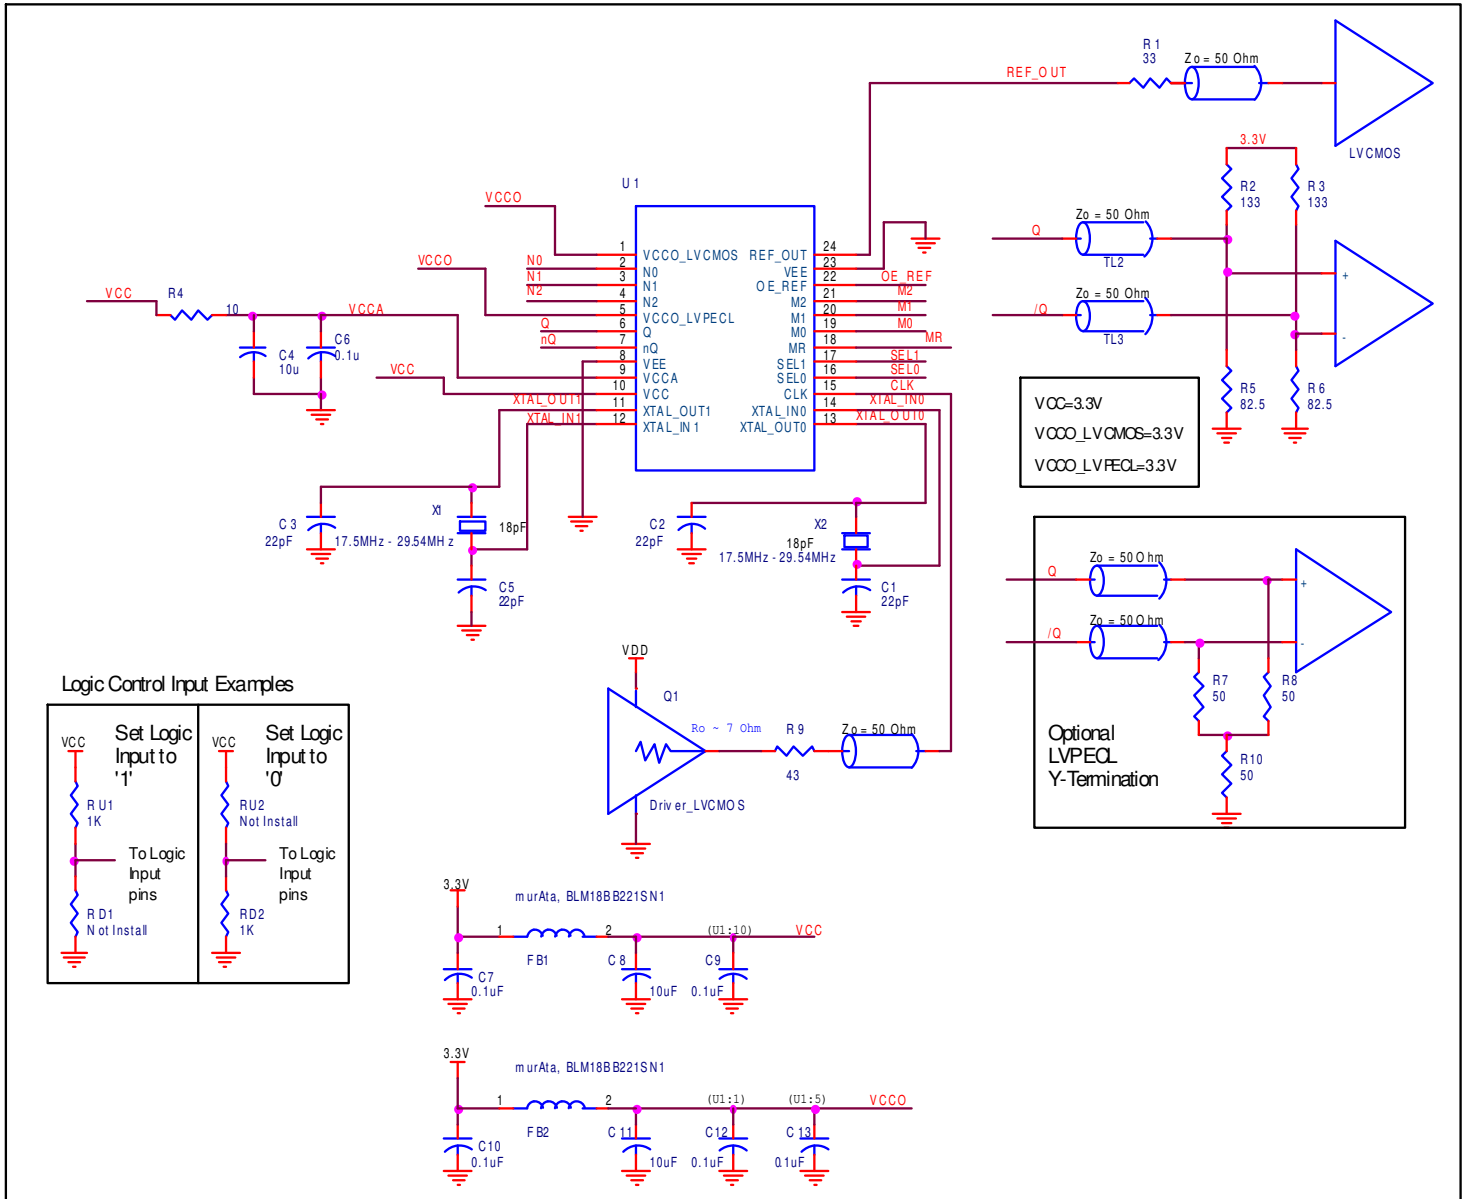 R1
33
Zo = 50 Ohm
REF_OUT
LVCMOS
3.3V
R2
133
R3
133
Q
Zo = 50 Ohm
TL2
/Q
Zo = 50 Ohm
TL3
+
-
R5
82.5
R6
82.5
U1
VCCO
VCCO
N0
N1
N2
Q
nQ
VCC
R4
10
VCCA
C4
10u
C6
0.1u
VCC
XTAL_OUT1
XTAL_IN1
1 VCCO_LVCMOS REF_OUT 24
2 N0 VEE 23
3 N1 OE_REF 22
4 N2 M2 21
5 VCCO_LVPECL M1 20
6 Q M0 19
7 nQ MR 18
8 VEE SEL1 17
9 VCCA SEL0 16
10 VCC CLK 15
11 XTAL_OUT1 XTAL_IN0 14
12 XTAL_IN1 XTAL_OUT0 13
OE_REF
M2
M1
M0
MR
SEL1
SEL0
CLK
XTAL_IN0
XTAL_OUT0
VCC=3.3V
VCCO_LVCMOS=3.3V
VCCO_LVPECL=3.3V
C3
22pF
X1
18pF
17.5MHz - 29.54MHz
C5
22pF
C2
22pF
X2
18pF
17.5MHz - 29.54MHz
C1
22pF
Q
Zo = 50 Ohm
/Q
Zo = 50 Ohm
+
-
R7
50
R8
50
R10
50
Optional
LVPECL
Y-Termination
VDD
Q1
Ro ~ 7 Ohm
R9
43
Zo = 50 Ohm
Driver_LVCMOS
Logic Control Input Examples
Set Logic
Input to
'1'
VCC
RU1
1K
To Logic
Input
pins
RD1
Not Install
Set Logic
Input to
'0'
VCC
RU2
Not Install
To Logic
Input
pins
RD2
1K
3.3V
murAta, BLM18BB221SN1
1
2
(U1:10)
VCC
FB1
C7
0.1uF
C8
10uF
C9
0.1uF
3.3V
murAta, BLM18BB221SN1
1
2
(U1:1)
(U1:5)
VCCO
FB2
C10
0.1uF
C11
10uF
C12
0.1uF
C13
0.1uF